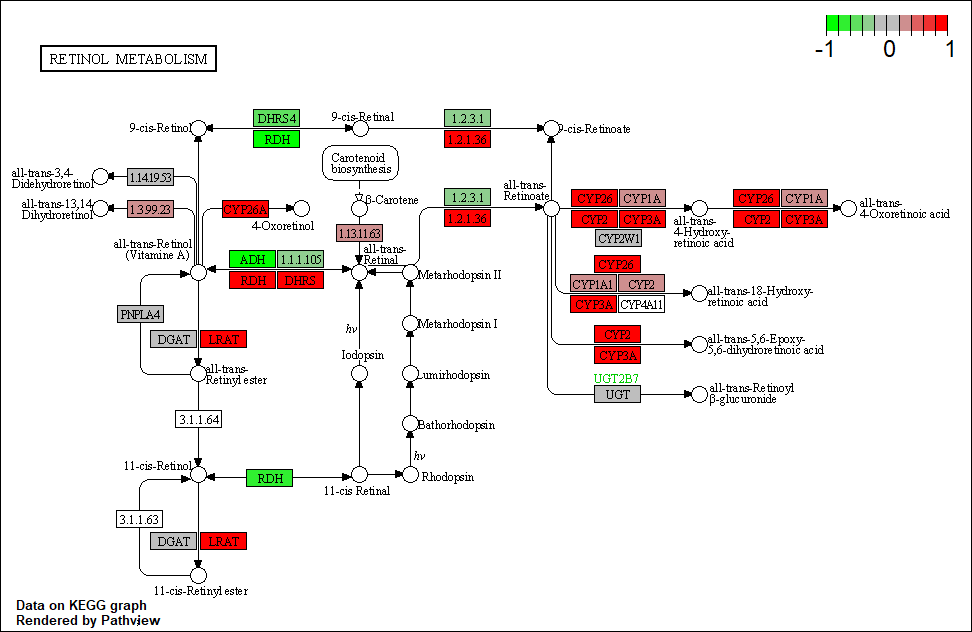 -1 0 1
RETINOL METABOLISM
DHRS4
9-cis-Retinal
1.2.3.1
9-cis-Retinol
9-cis-Retinoate
RDH
1.2.1.36
Carotenoid
biosynthesis
all-trans-3,4-
Didehydroretinol
1.14.19.53
all-trans-
Retinoate
1.2.3.1
CYP26
CYP1A
CYP26
CYP1A
β-Carotene
all-trans-13,14-
Dihydroretinol
1.3.99.23
CYP26A
1.2.1.36
CYP2
CYP3A
CYP2
CYP3A
all-trans-
4-Oxoretinoic acid
4-Oxoretinol
1.13.11.63
all-trans-
4-Hydroxy-
retinoic acid
CYP2W1
all-trans-Retinol
(Vitamin A)
all-trans-
Retinal
ADH
1.1.1.105
CYP26
RDH
DHRS
Metarhodopsin II
CYP1A1
CYP2
all-trans-18-Hydroxy-
retinoic acid
CYP3A
CYP4A11
PNPLA4
Metarhodopsin I
hv
DGAT
LRAT
CYP2
all-trans-5,6-Epoxy-
5,6-dihydroretinoic acid
Iodopsin
CYP3A
all-trans-
Retinyl ester
Lumirhodopsin
UGT2B7
UGT
all-trans-Retinoyl
β-glucuronide
3.1.1.64
Bathorhodopsin
hv
11-cis-Retinol
RDH
Rhodopsin
11-cis Retinal
3.1.1.63
DGAT
LRAT
11-cis-Retinyl ester
Data on KEGG graph
Rendered by Pathview